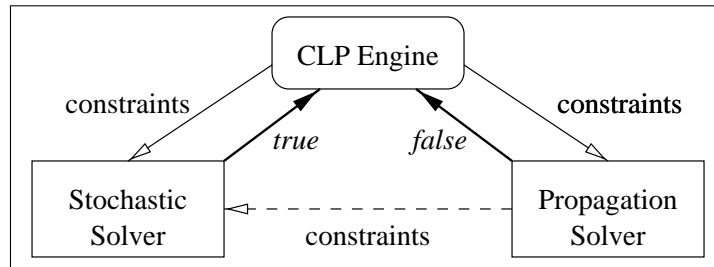 CLP Engine
constraints
constraints
true
false
Stochastic
Solver
Propagation
Solver
constraints